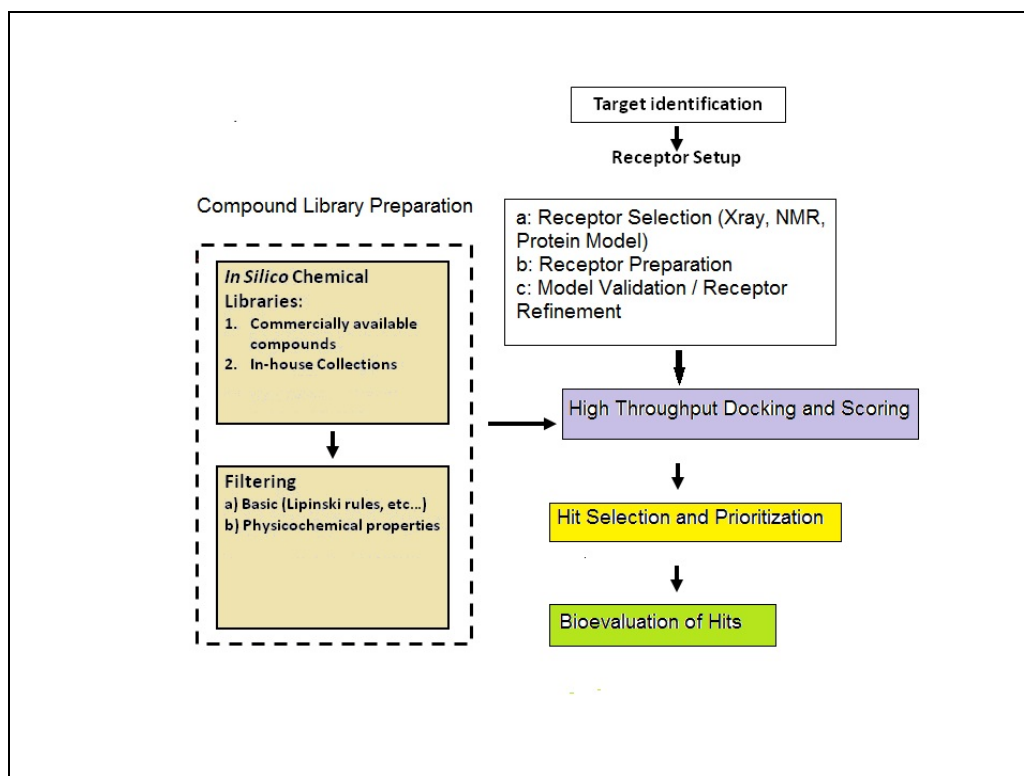 Target identification
Receptor Setup
Compound Library Preparation
In Silico Chemical
Libraries:
1. Commercially available
compounds
2. In-house Collections
Filtering
a) Basic (Lipinski rules, etc...)
b) Physicochemical properties
a: Receptor Selection (Xray, NMR,
Protein Model)
b: Receptor Preparation
c: Model Validation / Receptor
Refinement
High Throughput Docking and Scoring
Hit Selection and Prioritization
Bioevaluation of Hits